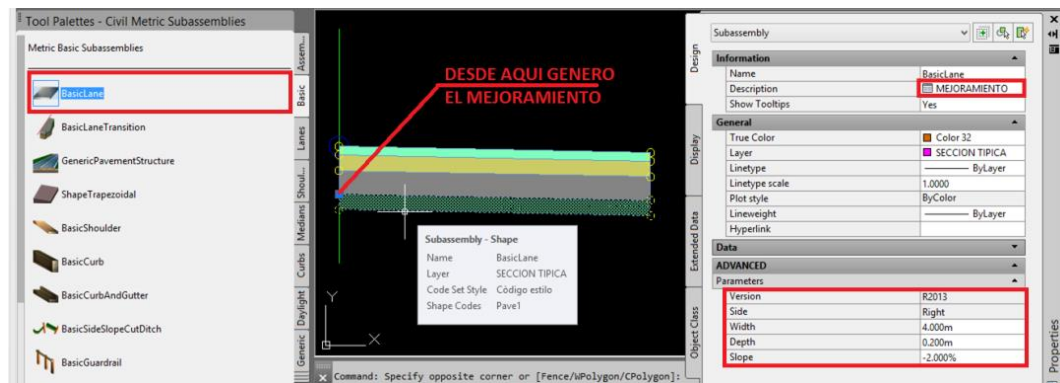 Tool Palettes - Civil Metric Subassemblies
Metric Basic Subassemblies
BasicLane
BasicLaneTransition
GenericPavementStructure
ShapeTrapezoidal
BasicShoulder
BasicCurb
BasicCurbAndGutter
BasicSideSlopeCutDitch
BasicGuardrail
Assem...
Basic
Lanes
Shoul...
Medians
Curbs
Daylight
Generic
DESDE AQUI GENERO
EL MEJORAMIENTO
Subassembly - Shape
Name BasicLane
Layer SECCION TIPICA
Code Set Style Código estilo
Shape Codes Pave1
Y
X
Command: Specify opposite corner or [Fence/WPolygon/CPolygon]:
Design
Display
Extended Data
Object Class
Subassembly
Information
Name BasicLane
Description MEJORAMIENTO
Show Tooltips Yes
General
True Color Color 32
Layer SECCION TIPICA
Linetype ByLayer
Linetype scale 1.0000
Plot style ByColor
Lineweight ByLayer
Hyperlink
Data
ADVANCED
Parameters
Version R2013
Side Right
Width 4.000m
Depth 0.200m
Slope -2.000%
Properties